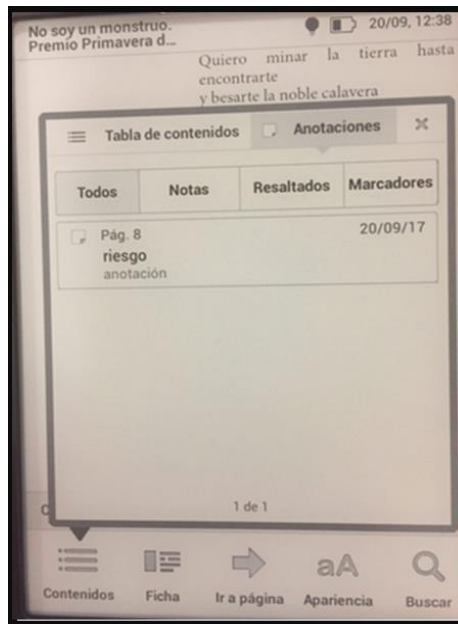 No soy un monstruo.
Premio Primavera d...
20/09, 12:38
Quiero minar la tierra hasta
encontrarte
y besarte la noble calavera
Tabla de contenidos
Anotaciones
Todos
Notas
Resaltados
Marcadores
Pág. 8
20/09/17
riesgo
anotación
1 de 1
C
Contenidos
Ficha
Ir a página
aA
Apariencia
Buscar